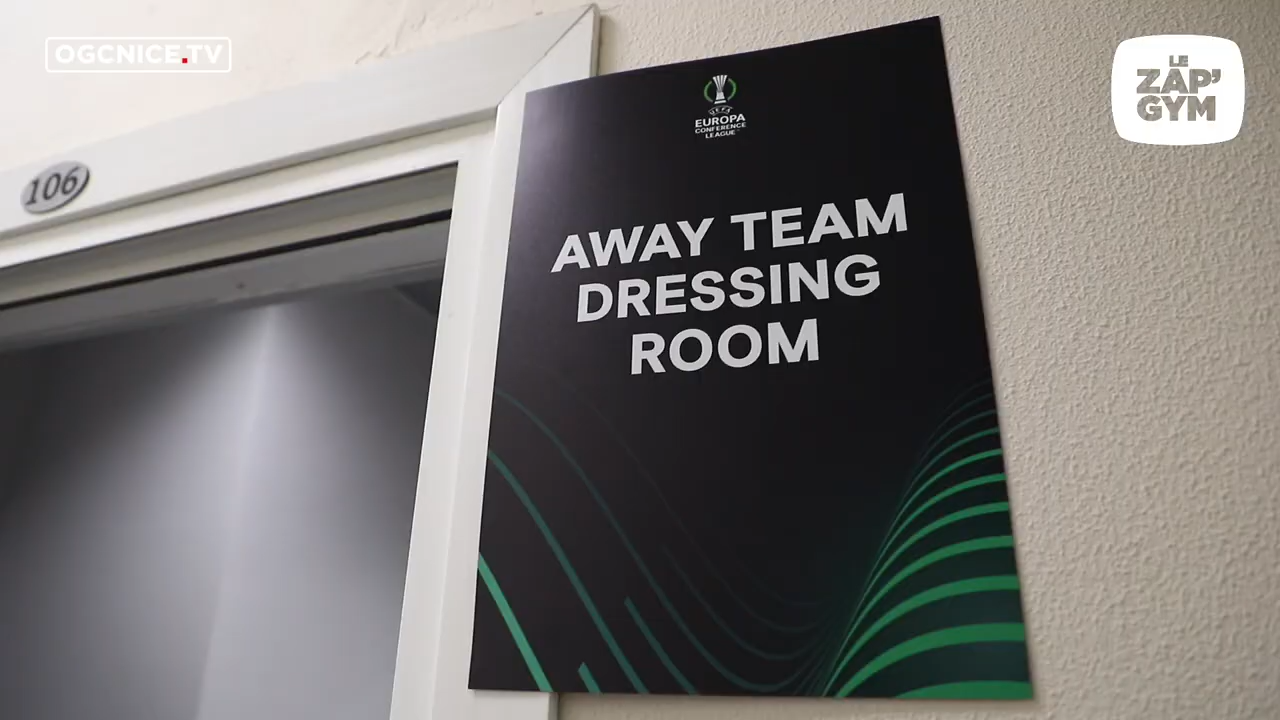 OGCNICE.TV
LE
ZAP'
GYM
106
UEFA
EUROPA
CONFERENCE
LEAGUE
AWAY TEAM
DRESSING
ROOM